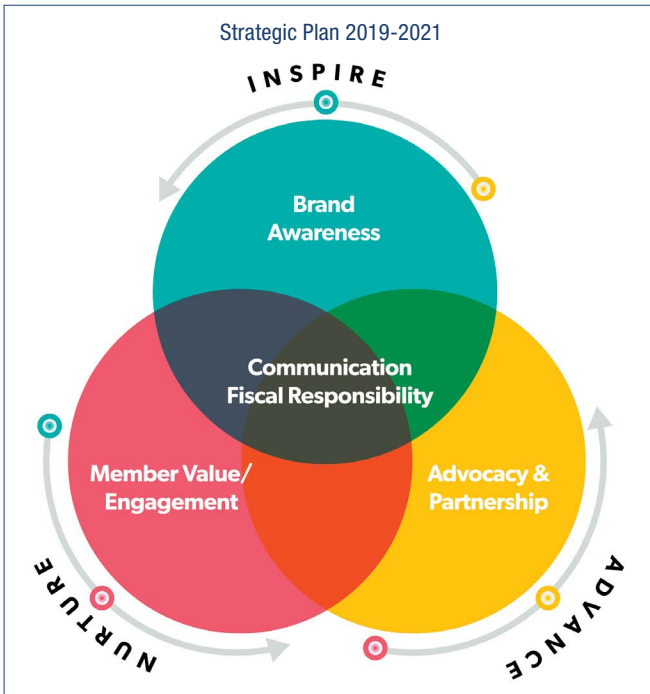 Strategic Plan 2019-2021
INSPIRE
Brand
Awareness
Communication
Fiscal Responsibility
Member Value/
Engagement
Advocacy &
Partnership
NURTURE
ADVANCE